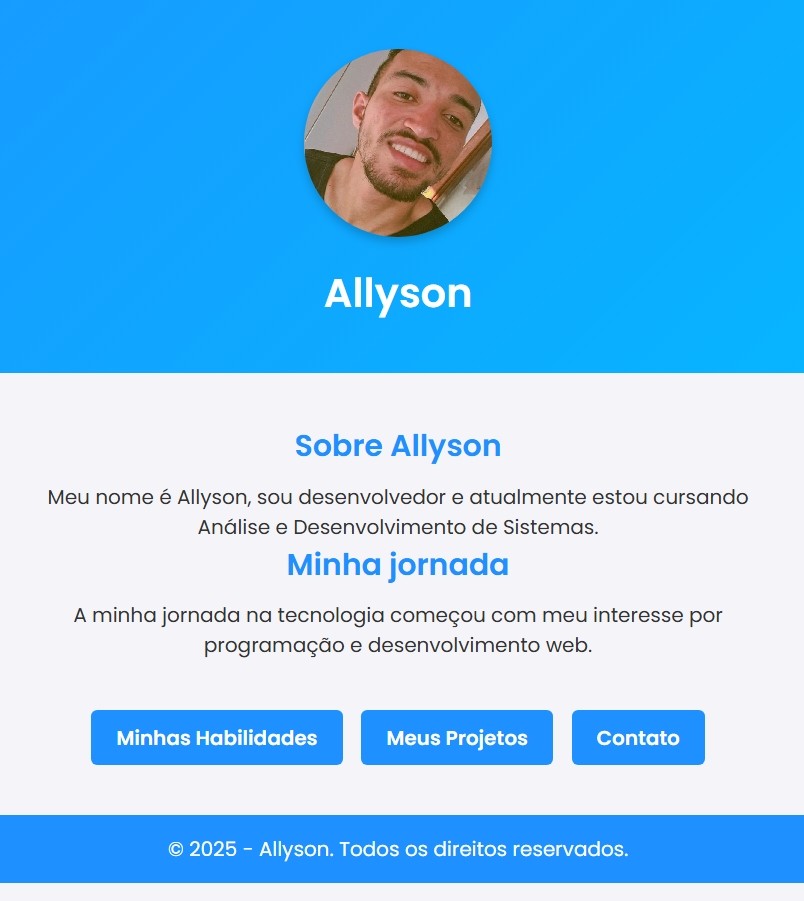 Allyson
Sobre Allyson
Meu nome é Allyson, sou desenvolvedor e atualmente estou cursando
Análise e Desenvolvimento de Sistemas.
Minha jornada
A minha jornada na tecnologia começou com meu interesse por
programação e desenvolvimento web.
Minhas Habilidades
Meus Projetos
Contato
© 2025 - Allyson. Todos os direitos reservados.